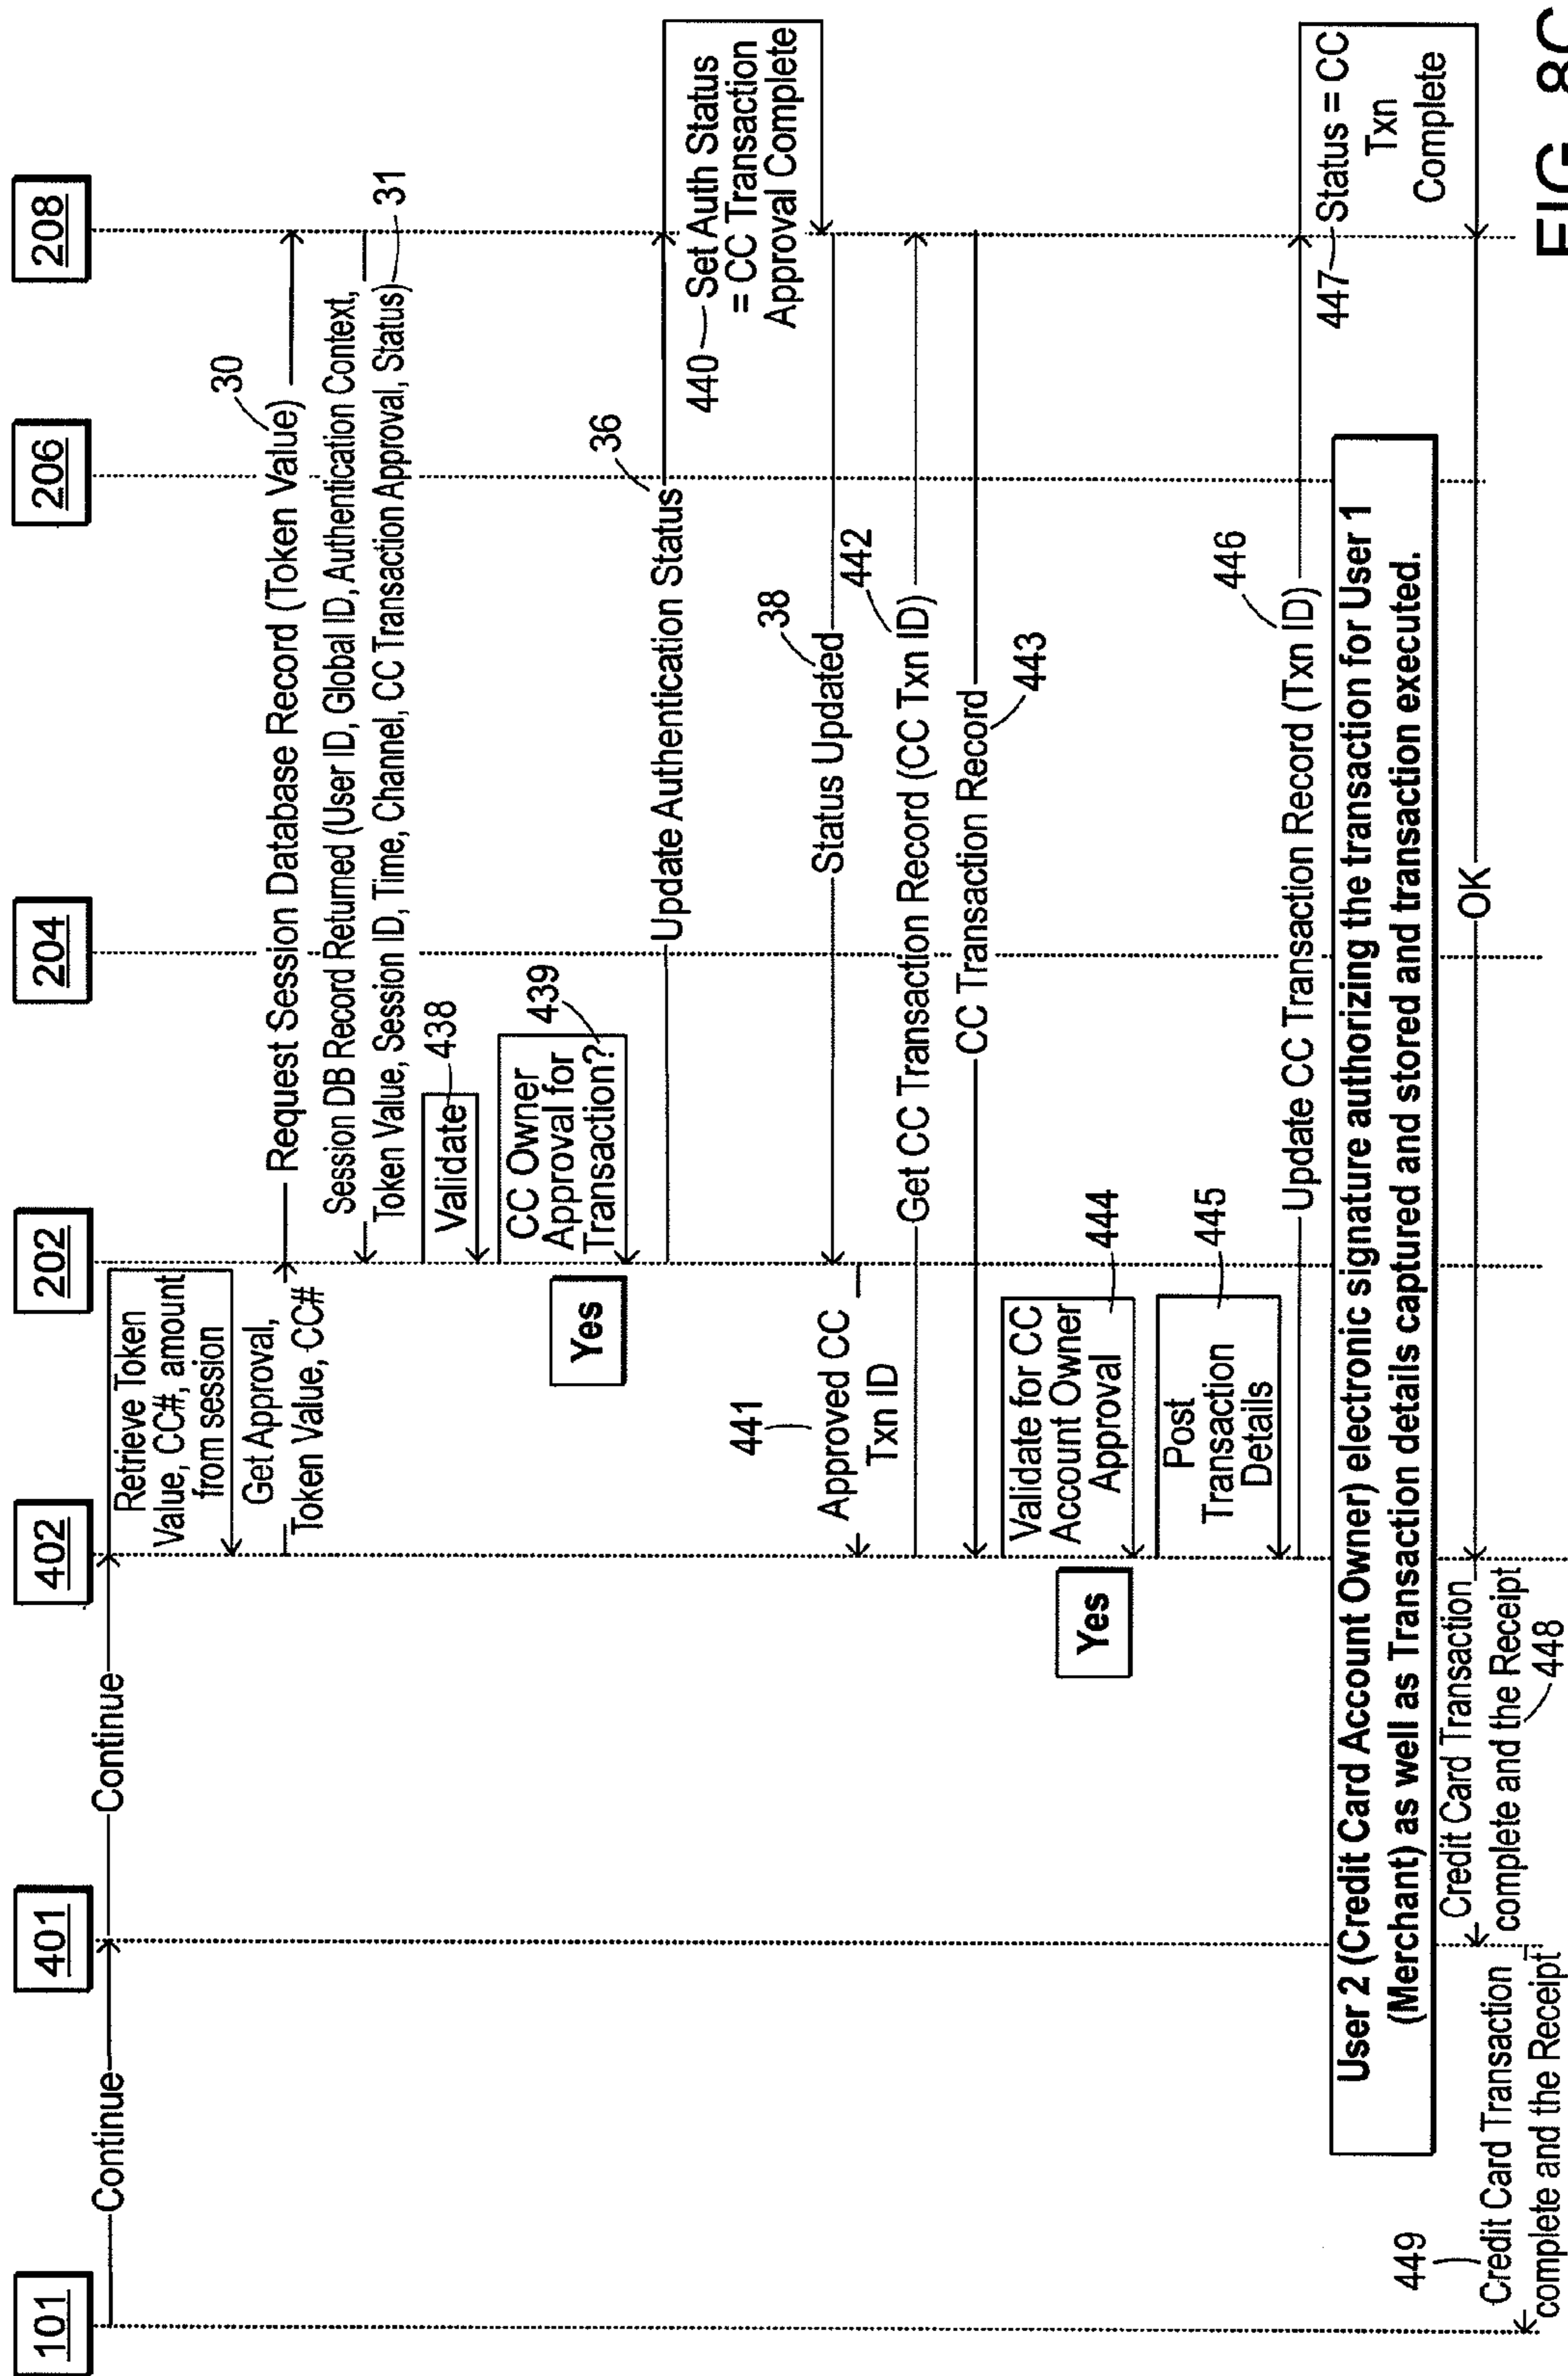 101
401
402
202
204
206
208
Continue
Continue
Retrieve Token
Value, CC#, amount
from session
Get Approval,
Token Value, CC#
Request Session Database Record (Token Value)
30
Session DB Record Returned (User ID, Global ID, Authentication Context,
Token Value, Session ID, Time, Channel, CC Transaction Approval, Status)
31
Validate
438
CC Owner
Approval for
Transaction?
439
Yes
Update Authentication Status
36
440
Set Auth Status
= CC Transaction
Approval Complete
Status Updated
38
441
Approved CC
Txn ID
Get CC Transaction Record (CC Txn ID)
442
CC Transaction Record
443
Validate for CC
Account Owner
Approval
444
Yes
Post
Transaction
Details
445
Update CC Transaction Record (Txn ID)
446
447
Status = CC
Txn
Complete
User 2 (Credit Card Account Owner) electronic signature authorizing the transaction for User 1
(Merchant) as well as Transaction details captured and stored and transaction executed.
OK
Credit Card Transaction
complete and the Receipt
448
449
Credit Card Transaction
complete and the Receipt
FIG. 8C